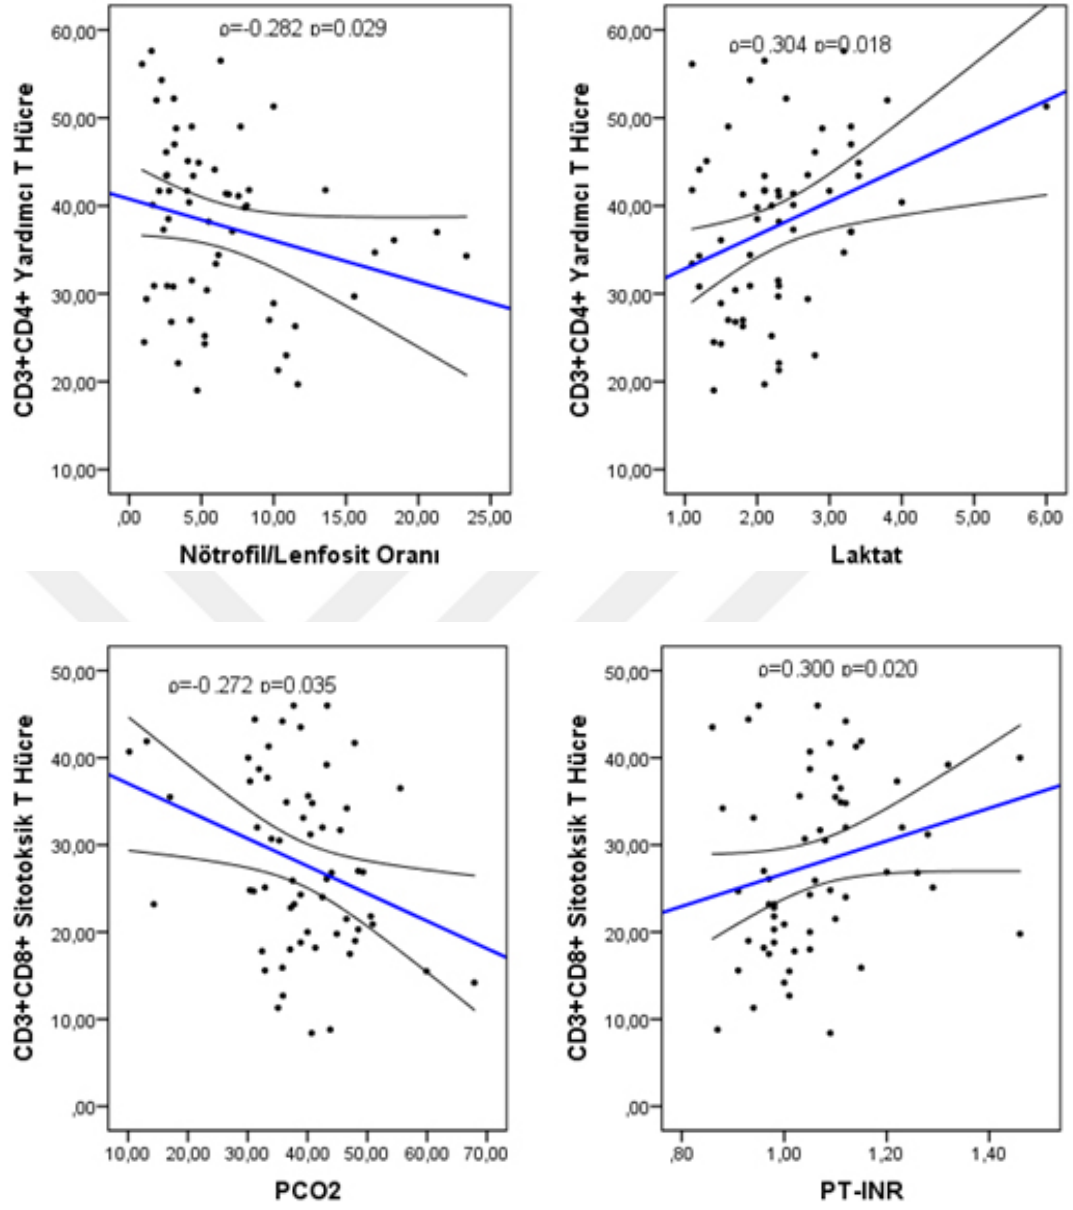 ρ=-0.282 p=0.029
60,00
50,00
40,00
30,00
20,00
10,00
CD3+CD4+ Yardımcı T Hücre
,00 5,00 10,00 15,00 20,00 25,00
Nötrofil/Lenfosit Oranı
ρ=0.304 p=0.018
60,00
50,00
40,00
30,00
20,00
10,00
CD3+CD4+ Yardımcı T Hücre
1,00 2,00 3,00 4,00 5,00 6,00
Laktat
ρ=-0.272 p=0.035
50,00
40,00
30,00
20,00
10,00
,00
CD3+CD8+ Sitotoksik T Hücre
10,00 20,00 30,00 40,00 50,00 60,00 70,00
PCO2
ρ=0.300 p=0.020
50,00
40,00
30,00
20,00
10,00
,00
CD3+CD8+ Sitotoksik T Hücre
,80 1,00 1,20 1,40
PT-INR